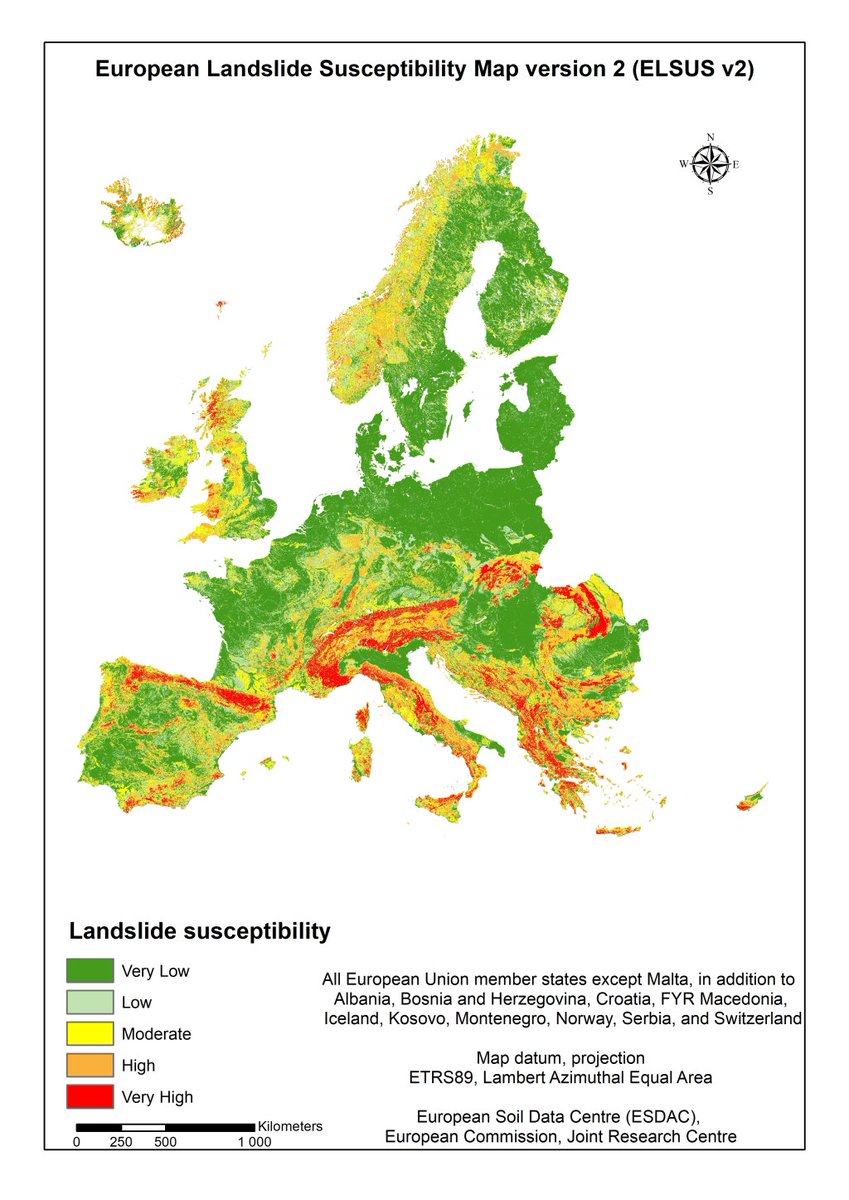 European Landslide Susceptibility Map version 2 (ELSUS v2)
N
W E
S
Landslide susceptibility
Very Low
Low
Moderate
High
Very High
Kilometers
0 250 500 1 000
All European Union member states except Malta, in addition to
Albania, Bosnia and Herzegovina, Croatia, FYR Macedonia,
Iceland, Kosovo, Montenegro, Norway, Serbia, and Switzerland
Map datum, projection
ETRS89, Lambert Azimuthal Equal Area
European Soil Data Centre (ESDAC),
European Commission, Joint Research Centre